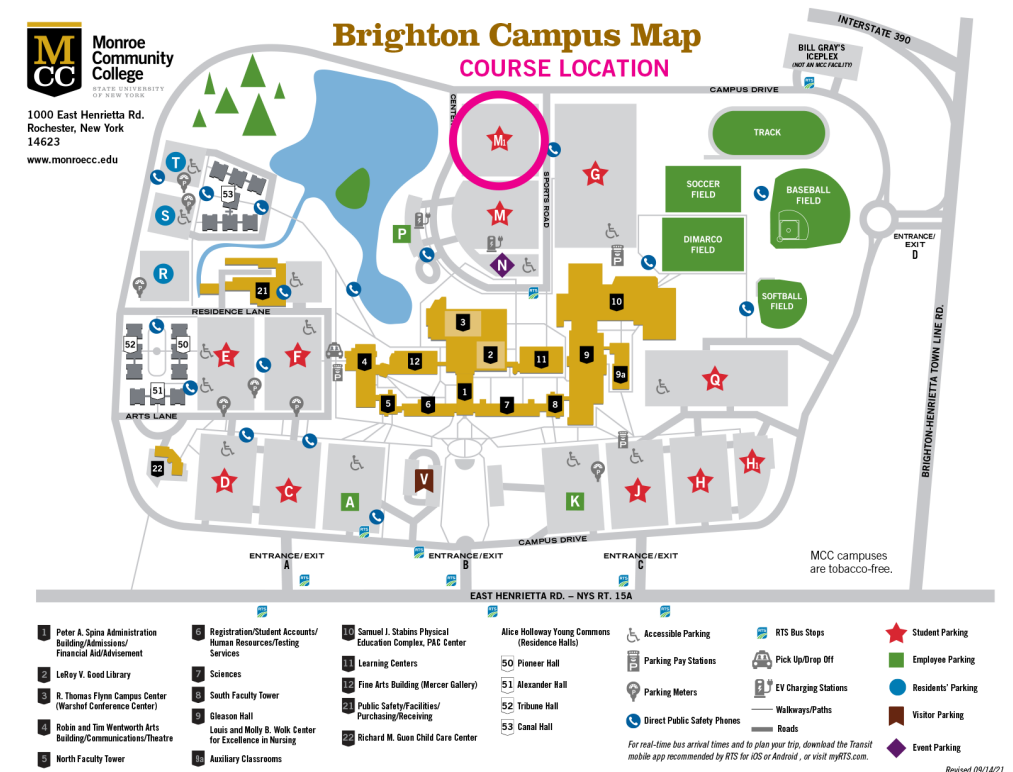 Brighton Campus Map
COURSE LOCATION
M
CC
Monroe
Community
College
STATE UNIVERSITY
OF NEW YORK
1000 East Henrietta Rd.
Rochester, New York
14623
www.monroecc.edu
INTERSTATE 390
BILL GRAY'S
ICEPLEX
(NOT AN MCC FACILITY)
RTS
CAMPUS DRIVE
CENTER
M1
SPORTS ROAD
G
TRACK
T
53
S
SOCCER
FIELD
BASEBALL
FIELD
M
P
DIMARCO
FIELD
ENTRANCE/
EXIT
D
N
R
P
21
RTS
10
SOFTBALL
FIELD
RESIDENCE LANE
3
52
50
E
F
4
12
2
11
9
9a
Q
51
1
5
6
7
8
ARTS LANE
BRIGHTON-HENRIETTA TOWN LINE RD.
22
D
C
A
V
K
J
H
H1
RTS
CAMPUS DRIVE
RTS
ENTRANCE/EXIT
A
ENTRANCE/EXIT
B
ENTRANCE/EXIT
C
RTS
RTS
RTS
MCC campuses
are tobacco-free.
EAST HENRIETTA RD. – NYS RT. 15A
RTS
RTS
RTS
1 Peter A. Spina Administration
Building/Admissions/
Financial Aid/Advisement
2 LeRoy V. Good Library
3 R. Thomas Flynn Campus Center
(Warshof Conference Center)
4 Robin and Tim Wentworth Arts
Building/Communications/Theatre
5 North Faculty Tower
6 Registration/Student Accounts/
Human Resources/Testing
Services
7 Sciences
8 South Faculty Tower
9 Gleason Hall
Louis and Molly B. Wolk Center
for Excellence in Nursing
9a Auxiliary Classrooms
10 Samuel J. Stabins Physical
Education Complex, PAC Center
11 Learning Centers
12 Fine Arts Building (Mercer Gallery)
21 Public Safety/Facilities/
Purchasing/Receiving
22 Richard M. Guon Child Care Center
Alice Holloway Young Commons
(Residence Halls)
50 Pioneer Hall
51 Alexander Hall
52 Tribune Hall
53 Canal Hall
Accessible Parking
Parking Pay Stations
Parking Meters
Direct Public Safety Phones
RTS Bus Stops
Pick Up/Drop Off
EV Charging Stations
Walkways/Paths
Roads
Student Parking
Employee Parking
Residents' Parking
Visitor Parking
Event Parking
For real-time bus arrival times and to plan your trip, download the Transit
mobile app recommended by RTS for iOS or Android , or visit myRTS.com.
Revised 09/14/21